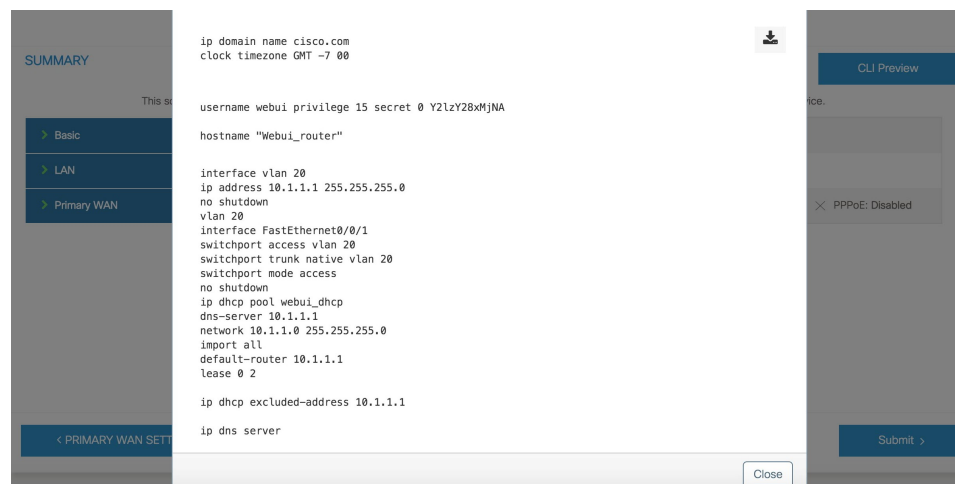 SUMMARY
CLI Preview
This
vice.
Basic
LAN
Primary WAN
PPPoE: Disabled
ip domain name cisco.com
clock timezone GMT -7 00
username webui privilege 15 secret 0 Y2lzY28xMjNA
hostname "Webui_router"
interface vlan 20
ip address 10.1.1.1 255.255.255.0
no shutdown
vlan 20
interface FastEthernet0/0/1
switchport access vlan 20
switchport trunk native vlan 20
switchport mode access
no shutdown
ip dhcp pool webui_dhcp
dns-server 10.1.1.1
network 10.1.1.0 255.255.255.0
import all
default-router 10.1.1.1
lease 0 2
ip dhcp excluded-address 10.1.1.1
ip dns server
< PRIMARY WAN SETT
Submit >
Close